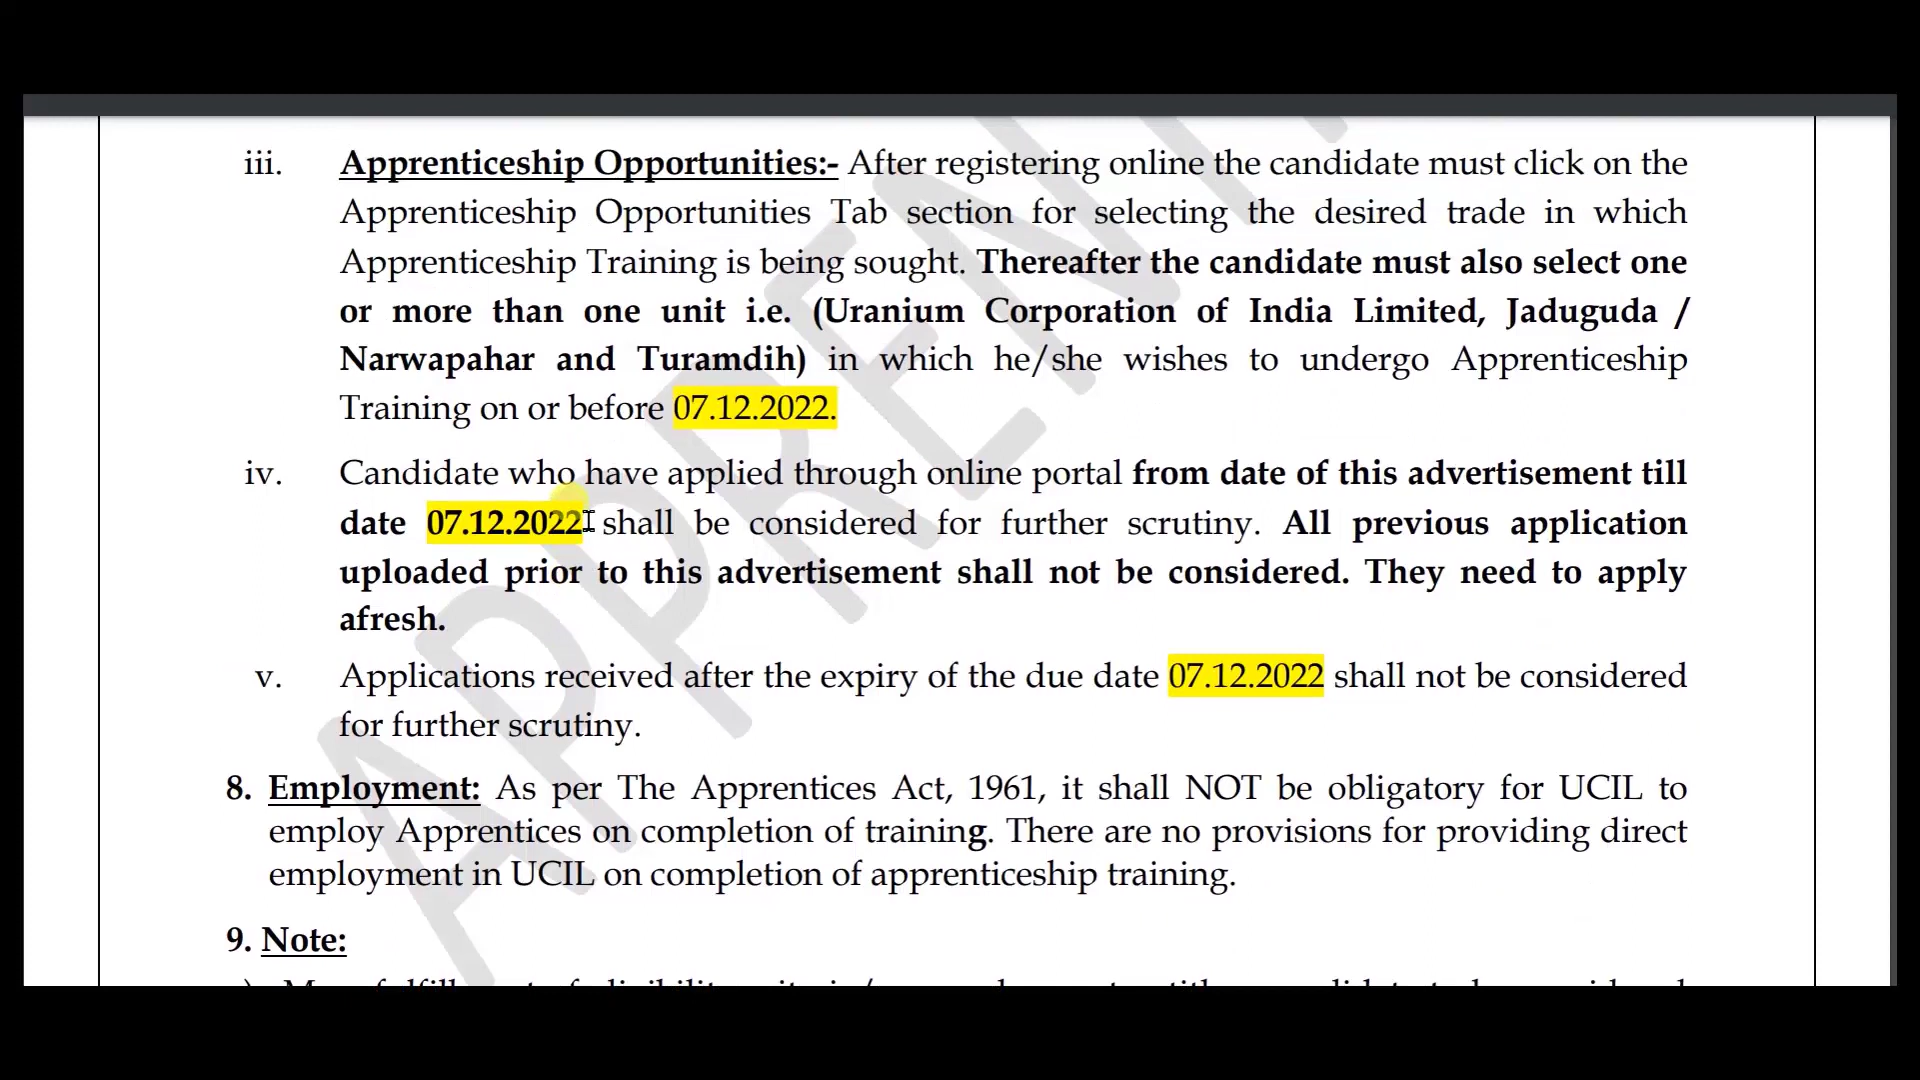 iii. Apprenticeship Opportunities:- After registering online the candidate must click on the
Apprenticeship Opportunities Tab section for selecting the desired trade in which
Apprenticeship Training is being sought. Thereafter the candidate must also select one
or more than one unit i.e. (Uranium Corporation of India Limited, Jaduguda /
Narwapahar and Turamdih) in which he/she wishes to undergo Apprenticeship
Training on or before 07.12.2022.
iv. Candidate who have applied through online portal from date of this advertisement till
date 07.12.2022 shall be considered for further scrutiny. All previous application
uploaded prior to this advertisement shall not be considered. They need to apply
afresh.
v. Applications received after the expiry of the due date 07.12.2022 shall not be considered
for further scrutiny.
8. Employment: As per The Apprentices Act, 1961, it shall NOT be obligatory for UCIL to
employ Apprentices on completion of training. There are no provisions for providing direct
employment in UCIL on completion of apprenticeship training.
9. Note:
APPREN